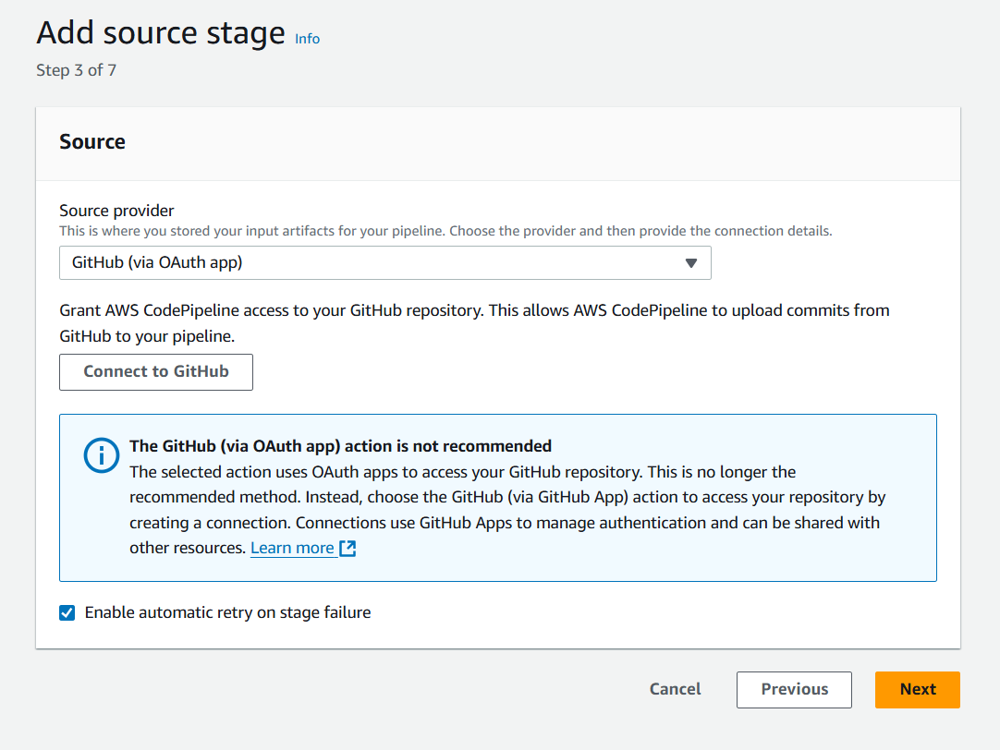 Add source stage Info
Step 3 of 7
Source
Source provider
This is where you stored your input artifacts for your pipeline. Choose the provider and then provide the connection details.
GitHub (via OAuth app)
Grant AWS CodePipeline access to your GitHub repository. This allows AWS CodePipeline to upload commits from
GitHub to your pipeline.
Connect to GitHub
The GitHub (via OAuth app) action is not recommended
The selected action uses OAuth apps to access your GitHub repository. This is no longer the
recommended method. Instead, choose the GitHub (via GitHub App) action to access your repository by
creating a connection. Connections use GitHub Apps to manage authentication and can be shared with
other resources. Learn more
Enable automatic retry on stage failure
Cancel Previous Next